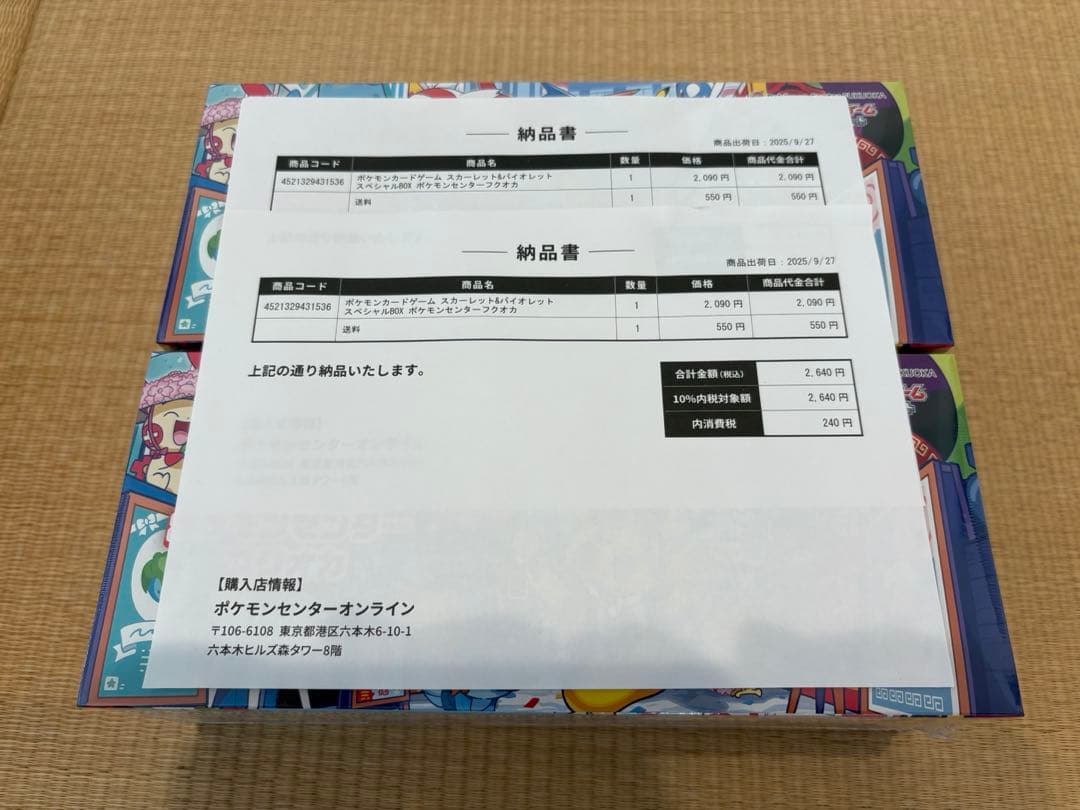 納品書
商品出荷日：2025/9/27
商品コード 商品名 数量 価格 商品代金合計
4521329431536 ポケモンカードゲーム スカーレット&バイオレット 1 2,090 円 2,090 円
スペシャルBOX ポケモンセンターフクオカ
送料 1 550 円 550 円
納品書
商品出荷日：2025/9/27
商品コード 商品名 数量 価格 商品代金合計
4521329431536 ポケモンカードゲーム スカーレット&バイオレット 1 2,090 円 2,090 円
スペシャルBOX ポケモンセンターフクオカ
送料 1 550 円 550 円
上記の通り納品いたします。
合計金額(税込) 2,640 円
10%内税対象額 2,640 円
内消費税 240 円
【購入店情報】
ポケモンセンターオンライン
〒106-6108 東京都港区六本木6-10-1
六本木ヒルズ森タワー8階